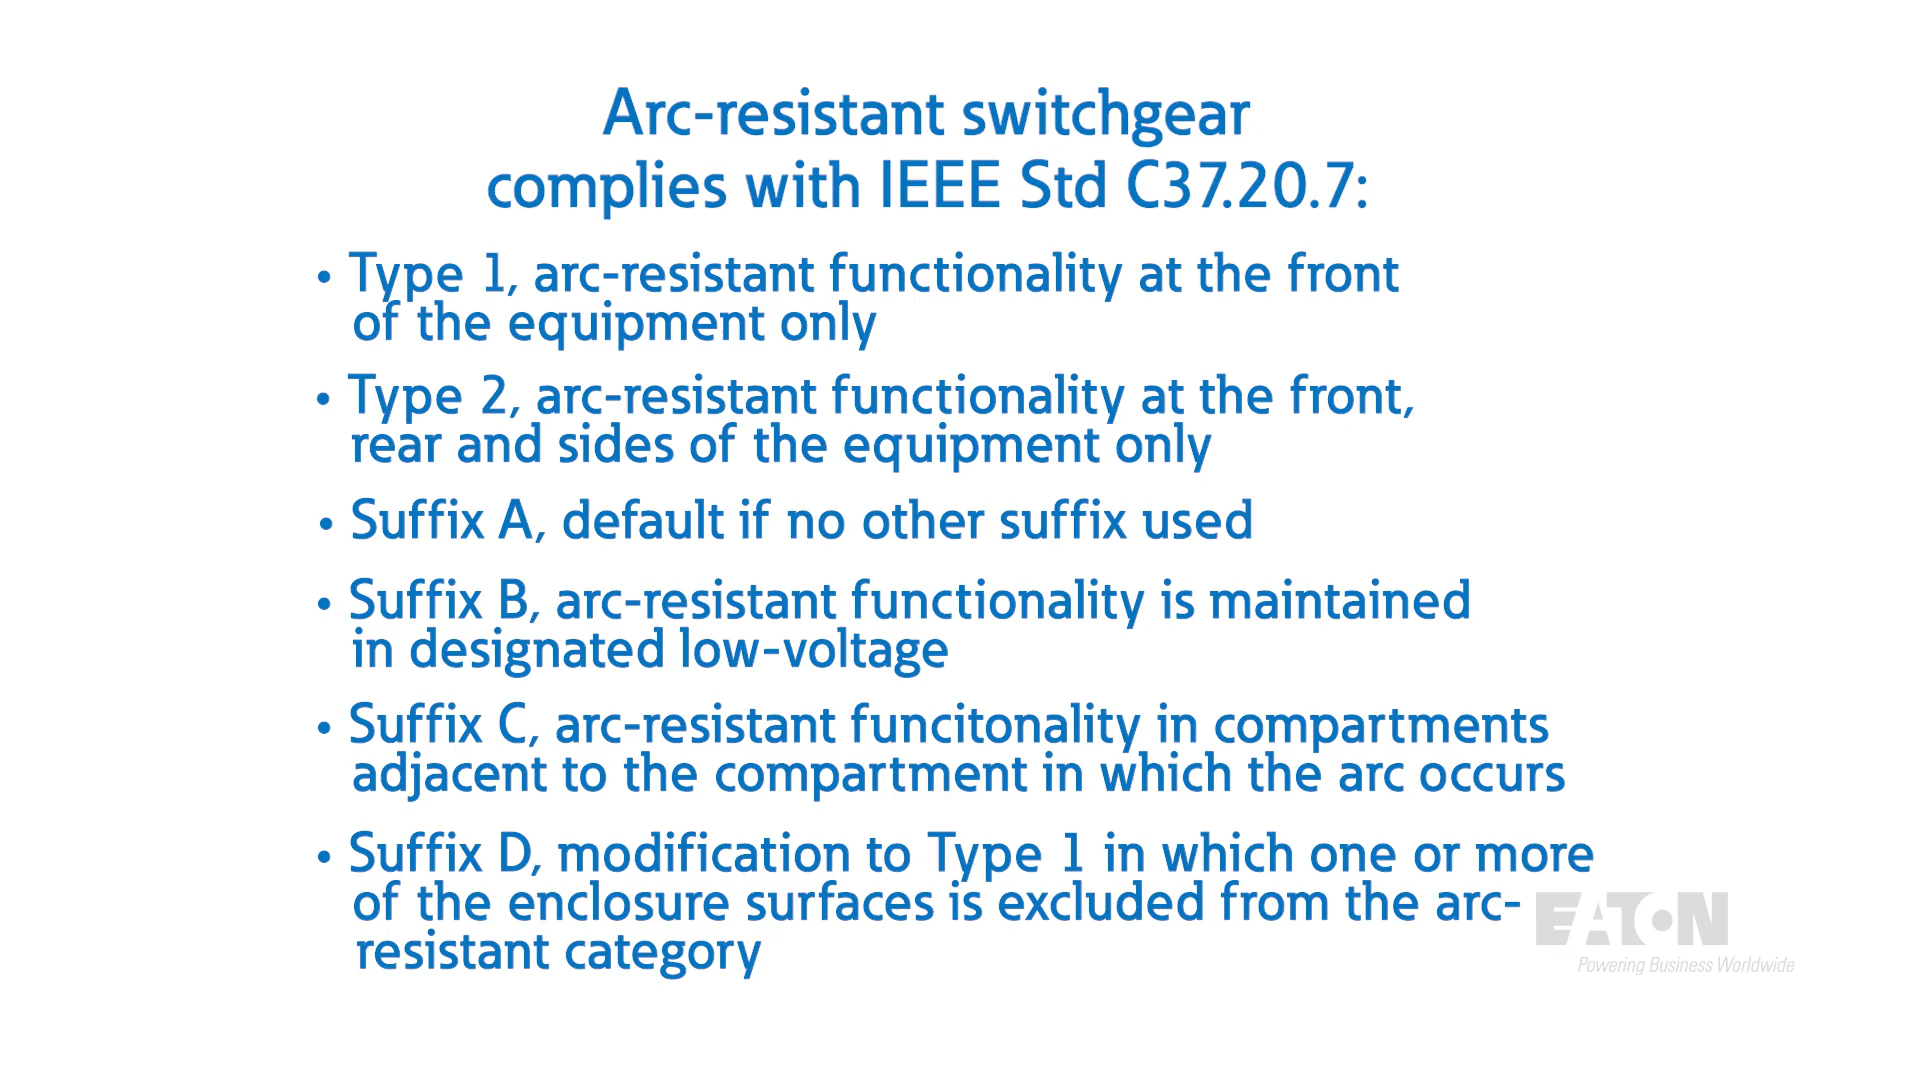 Arc-resistant switchgear
complies with IEEE Std C37.20.7:
• Type 1, arc-resistant functionality at the front
of the equipment only
• Type 2, arc-resistant functionality at the front,
rear and sides of the equipment only
• Suffix A, default if no other suffix used
• Suffix B, arc-resistant functionality is maintained
in designated low-voltage
• Suffix C, arc-resistant funcitonality in compartments
adjacent to the compartment in which the arc occurs
• Suffix D, modification to Type 1 in which one or more
of the enclosure surfaces is excluded from the arc-
resistant category
EATON
Powering Business Worldwide